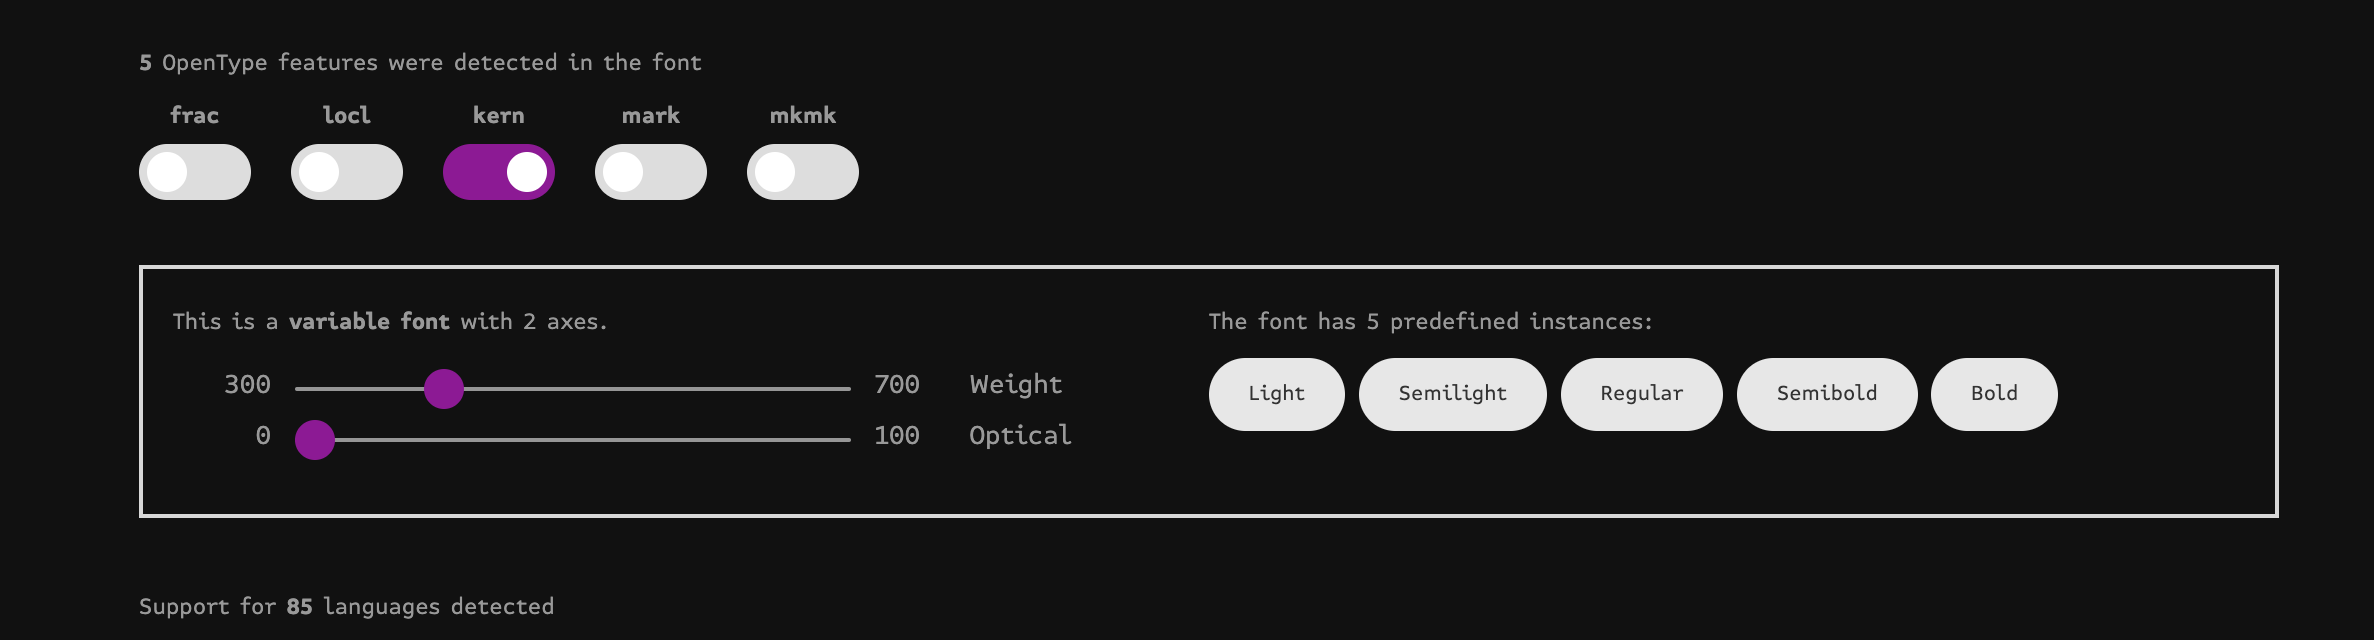 5 OpenType features were detected in the font
frac locl kern mark mkmk
This is a variable font with 2 axes.
300 700 Weight
0 100 Optical
The font has 5 predefined instances:
Light Semilight Regular Semibold Bold
Support for 85 languages detected